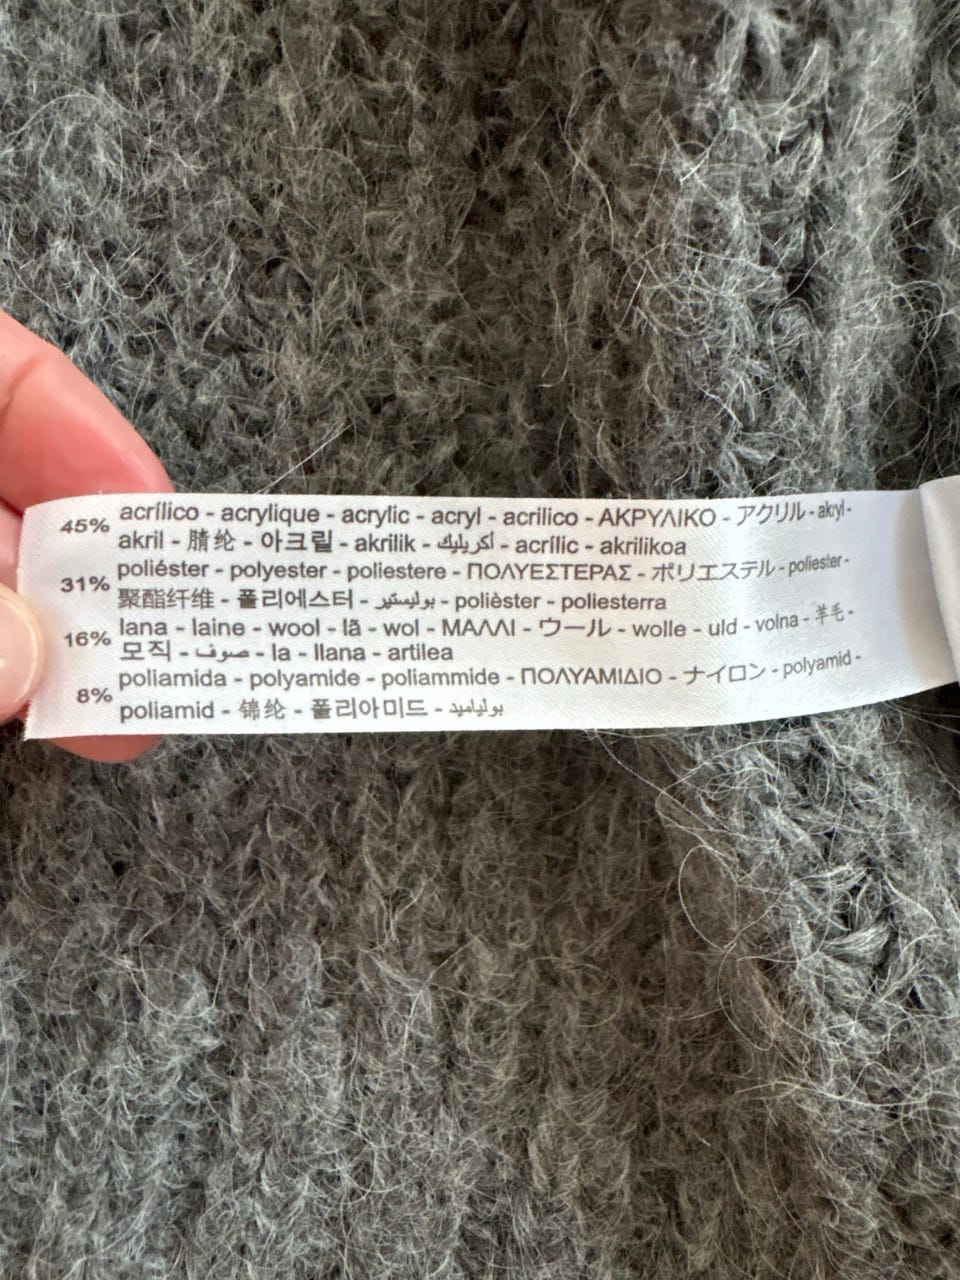 45% acrílico - acrylique - acrylic - acryl - acrilico - ΑΚΡΥΛΙΚΟ - アクリル - akryl -
akril - 腈纶 - 아크릴 - akrilik - أكريليك - acrílic - akrilikoa
31% poliéster - polyester - poliestere - ΠΟΛΥΕΣΤΕΡΑΣ - ポリエステル - poliester -
聚酯纤维 - 폴리에스터 - بوليستير - polièster - poliesterra
16% lana - laine - wool - lã - wol - ΜΑΛΛΙ - ウール - wolle - uld - volna - 羊毛 -
모직 - صوف - la - llana - artilea
8% poliamida - polyamide - poliammide - ΠΟΛΥΑΜΙΔΙΟ - ナイロン - polyamid -
poliamid - 锦纶 - 폴리아미드 - بولياميد